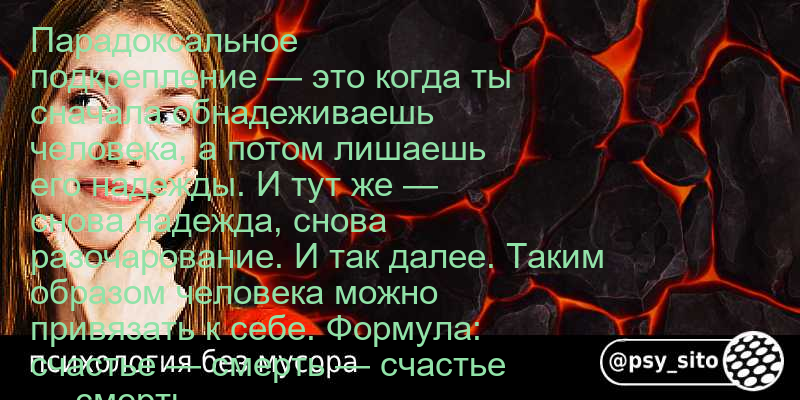 Парадоксальное
подкрепление — это когда ты
сначала обнадеживаешь
человека, а потом лишаешь
его надежды. И тут же —
снова надежда, снова
разочарование. И так далее. Таким
образом человека можно
привязать к себе. Формула:
счастье — смерть — счастье
— смерть
психология без мусора
@psy_sito